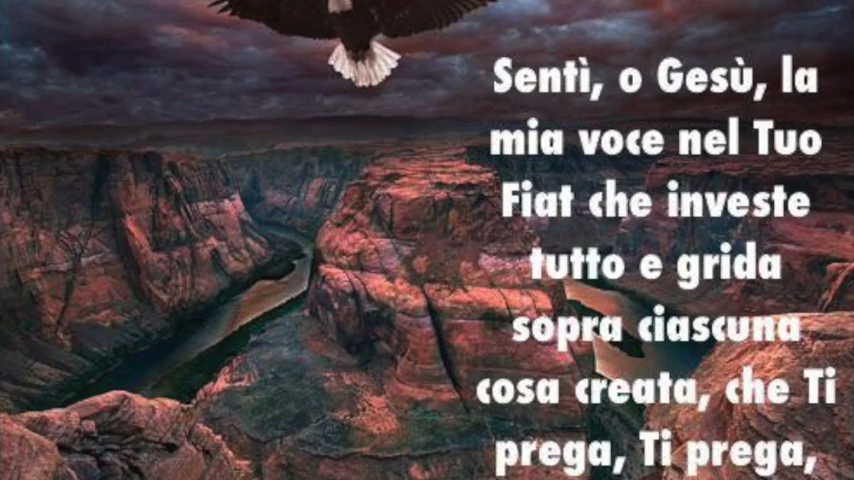 Sentì, o Gesù, la
mia voce nel Tuo
Fiat che investe
tutto e grida
sopra ciascuna
cosa creata, che Ti
prega, Ti prega,